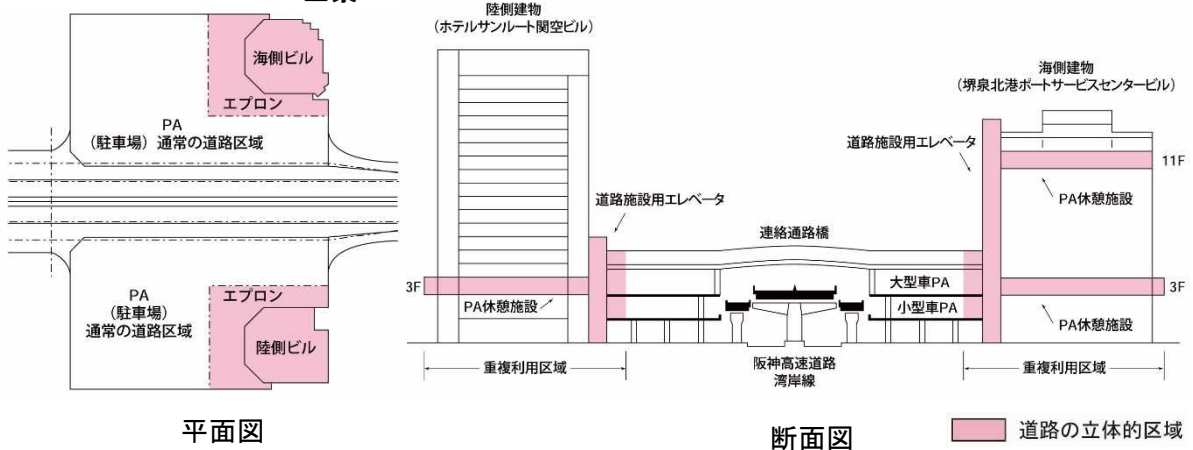 海側ビル
エプロン
PA
(駐車場)通常の道路区域
PA
(駐車場)
通常の道路区域
エプロン
陸側ビル
平面図
陸側建物
(ホテルサンルート関空ビル)
海側建物
(堺泉北港ポートサービスセンタービル)
道路施設用エレベータ
11F
PA休憩施設
道路施設用エレベータ
連絡通路橋
3F
PA休憩施設
大型車PA
小型車PA
3F
PA休憩施設
重複利用区域
阪神高速道路
湾岸線
重複利用区域
断面図
道路の立体的区域